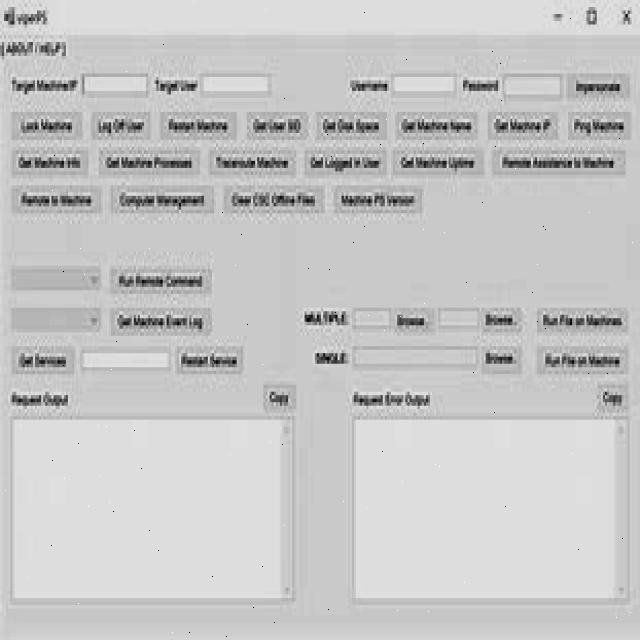 viperPS
[ ABOUT / HELP ]
Target Machine IP Target User Username Password Impersonate
Lock Machine Log Off User Restart Machine Get User SID Get Disk Space Get Machine Name Get Machine IP Ping Machine
Get Machine Info Get Machine Processes Traceroute Machine Get Logged In User Get Machine Uptime Remote Assistance to Machine
Remote to Machine Computer Management Clear CSC Offline Files Machine PS Version
Run Remote Command
Get Machine Event Log MULTIPLE: Browse.. Browse.. Run File on Machines
Get Services Restart Service SINGLE: Browse.. Run File on Machine
Request Output Copy Request Error Output Copy